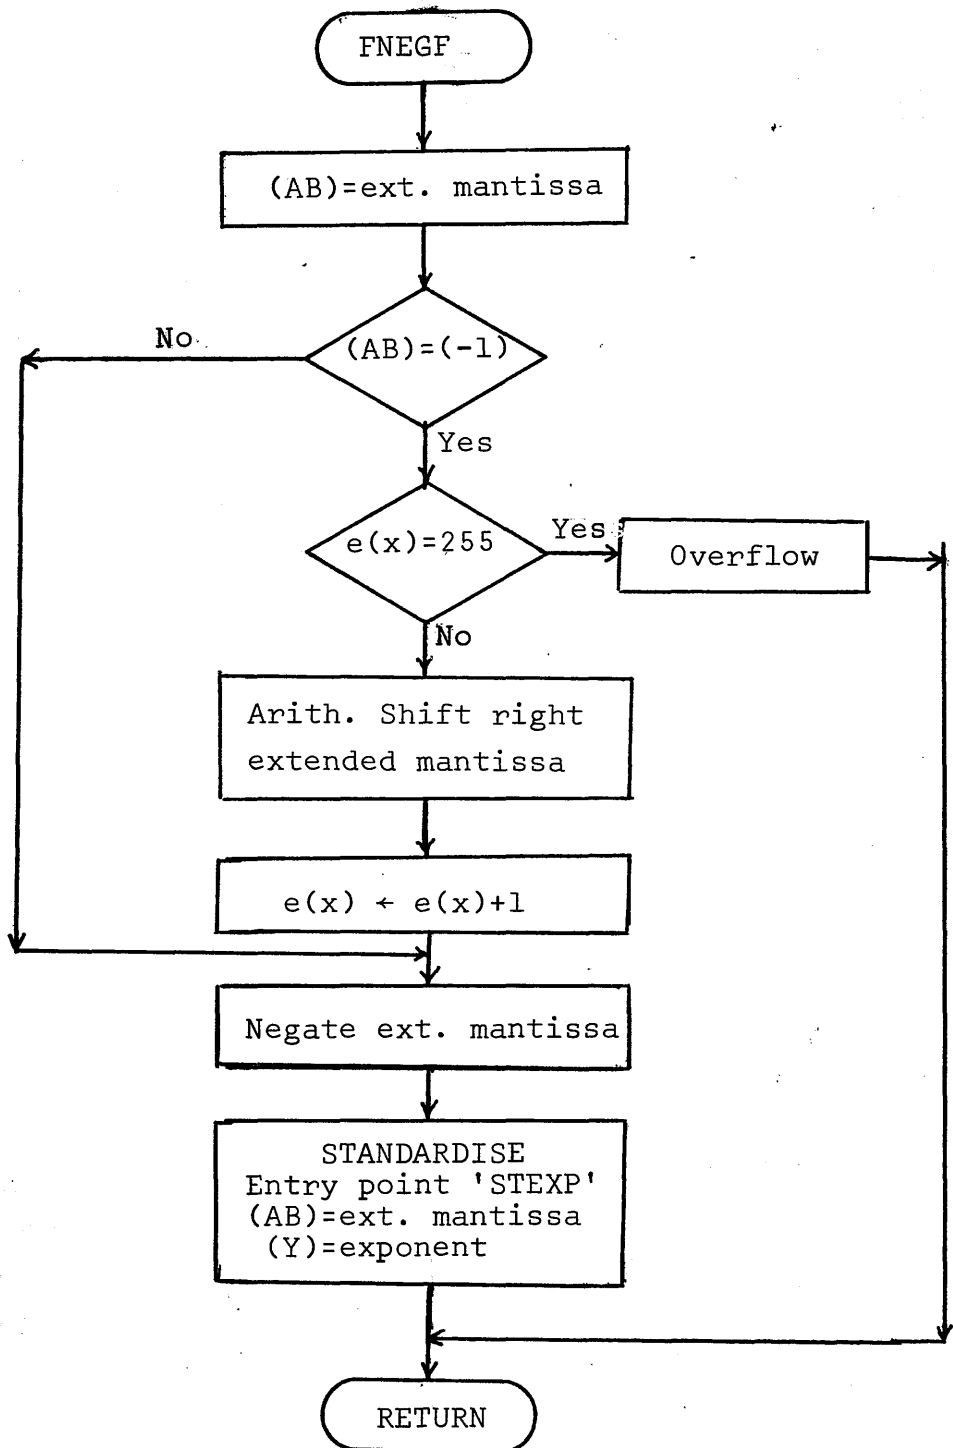 FNEGF
(AB)=ext. mantissa
No
(AB)=(-1)
Yes
e(x)=255
Yes
Overflow
No
Arith. Shift right
extended mantissa
e(x) ← e(x)+1
Negate ext. mantissa
STANDARDISE
Entry point 'STEXP'
(AB)=ext. mantissa
(Y)=exponent
RETURN